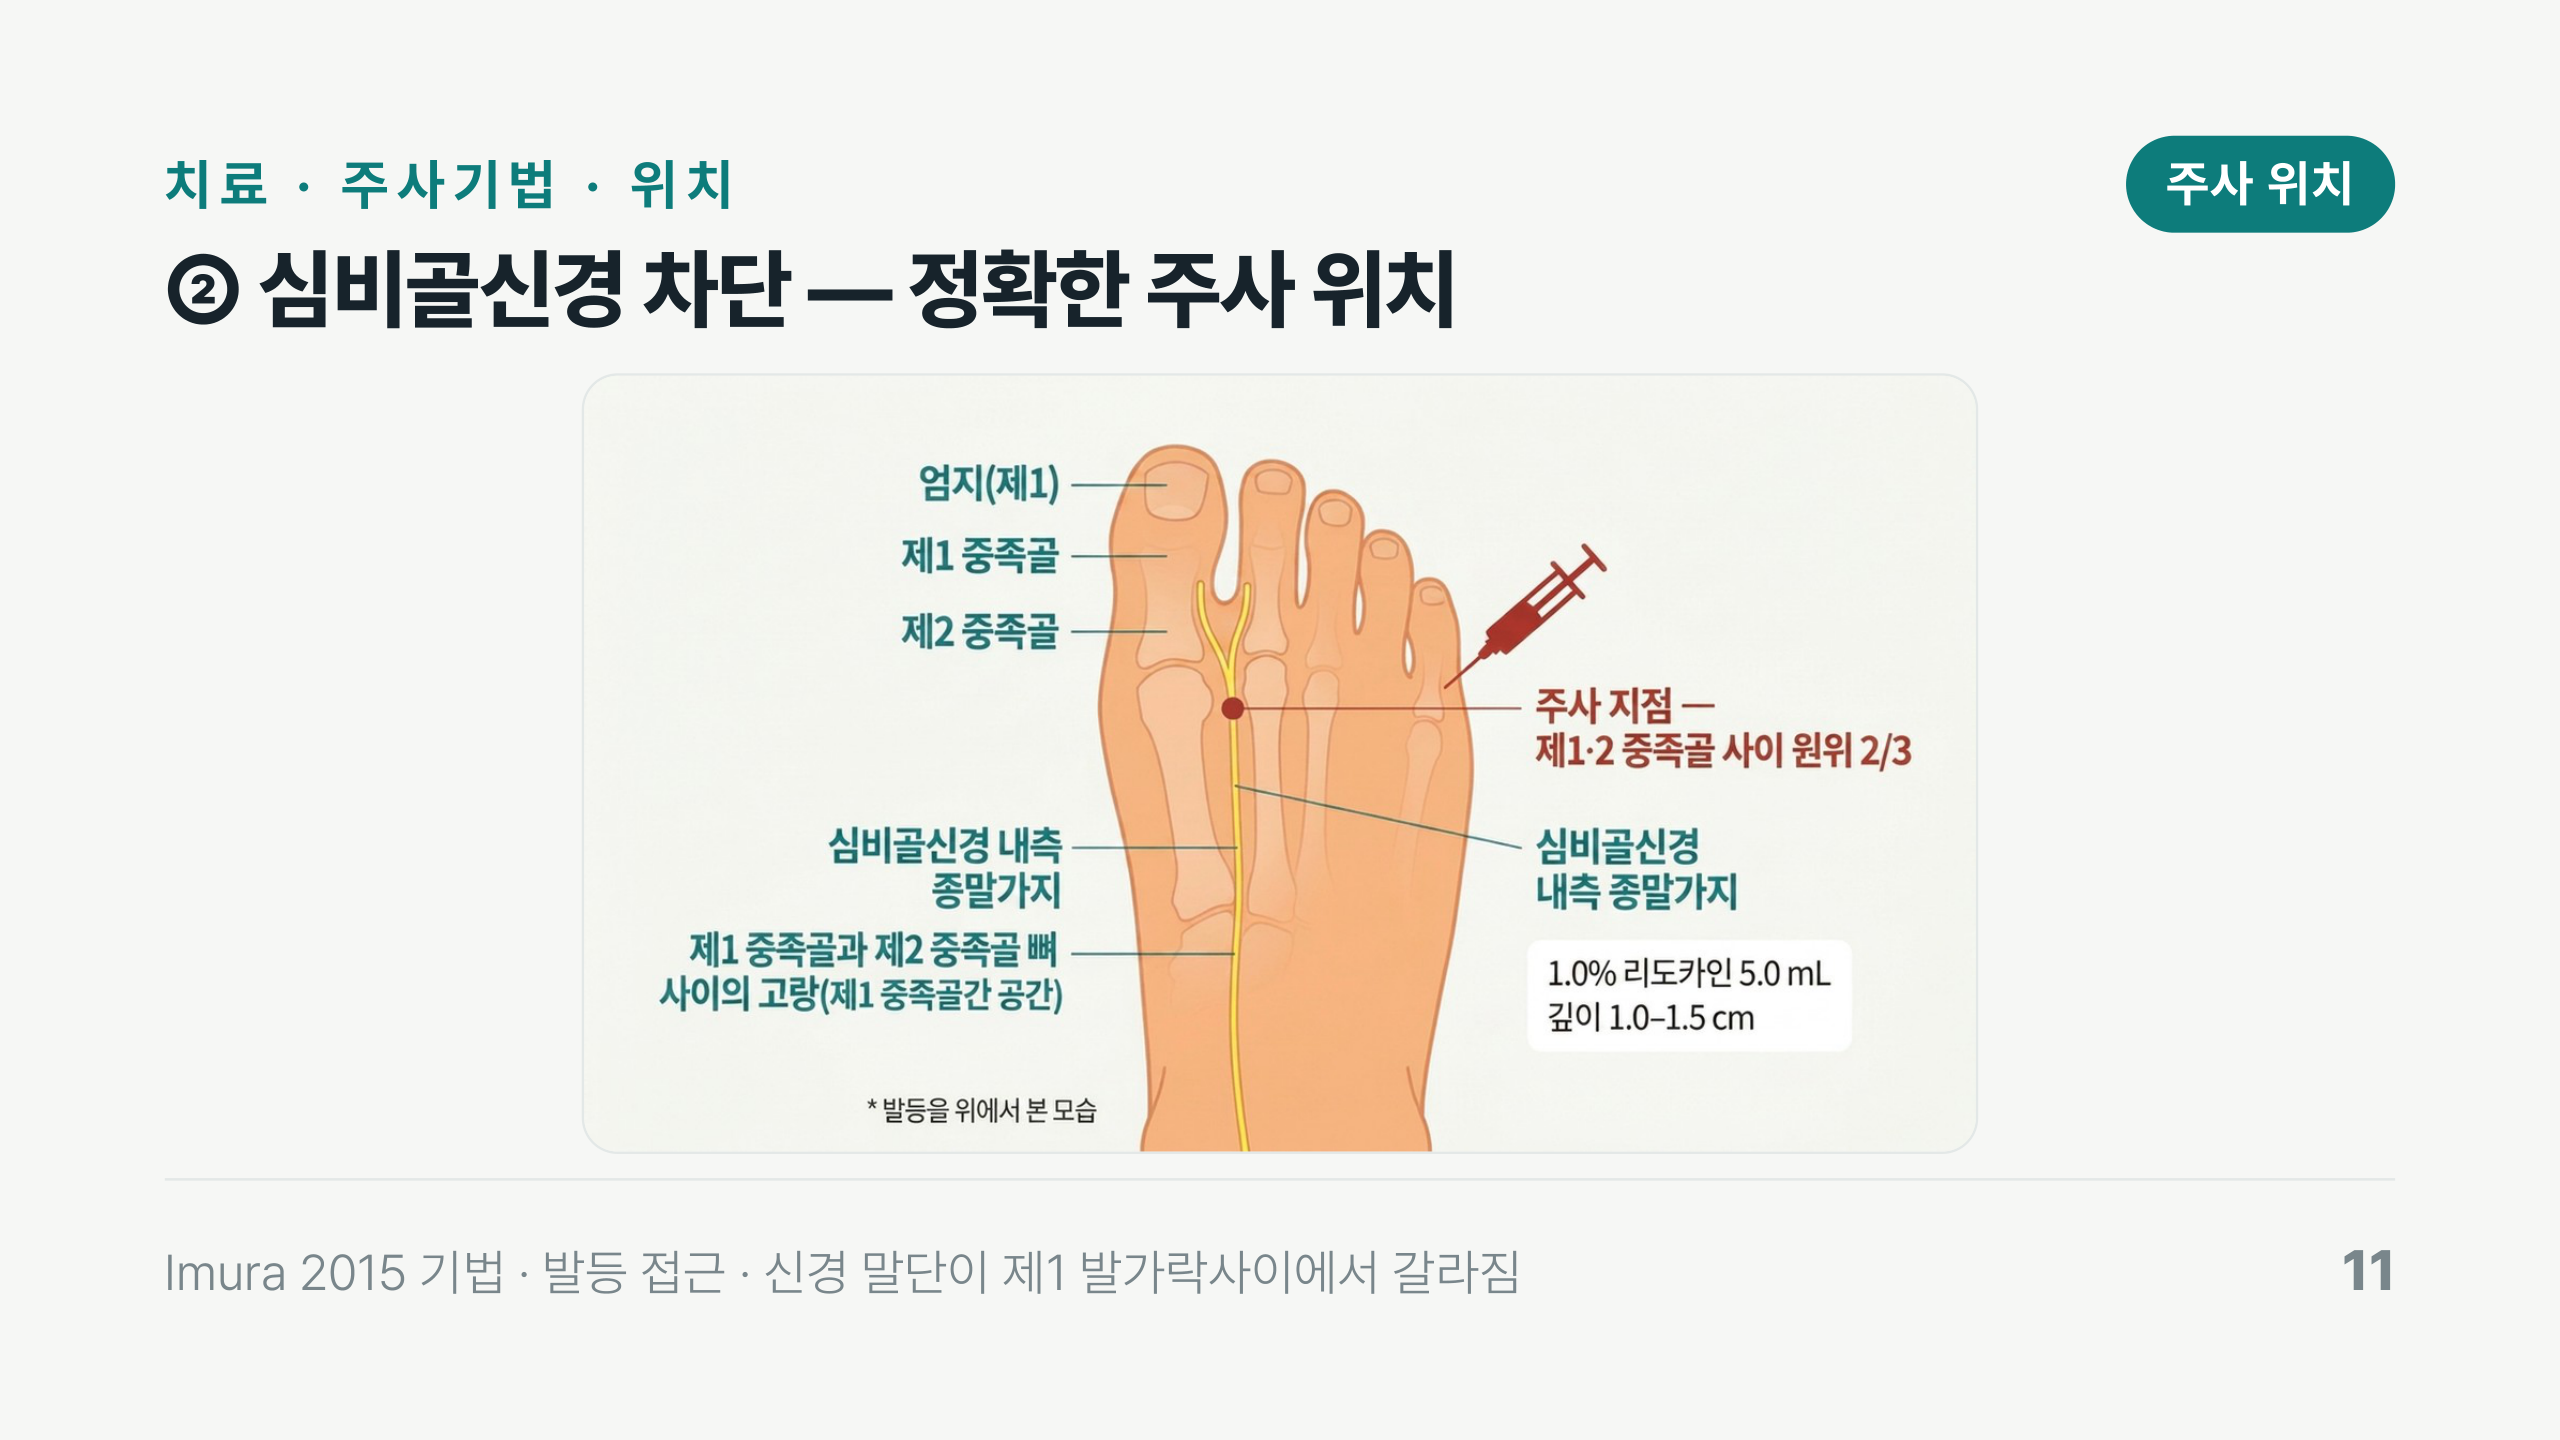 치료 · 주사기법 · 위치
주사 위치
② 심비골신경 차단 — 정확한 주사 위치
엄지(제1)
제1 중족골
제2 중족골
주사 지점 —
제1·2 중족골 사이 원위 2/3
심비골신경 내측
종말가지
심비골신경
내측 종말가지
제1 중족골과 제2 중족골 뼈
사이의 고랑(제1 중족골간 공간)
1.0% 리도카인 5.0 mL
깊이 1.0–1.5 cm
* 발등을 위에서 본 모습
Imura 2015 기법 · 발등 접근 · 신경 말단이 제1 발가락사이에서 갈라짐
11